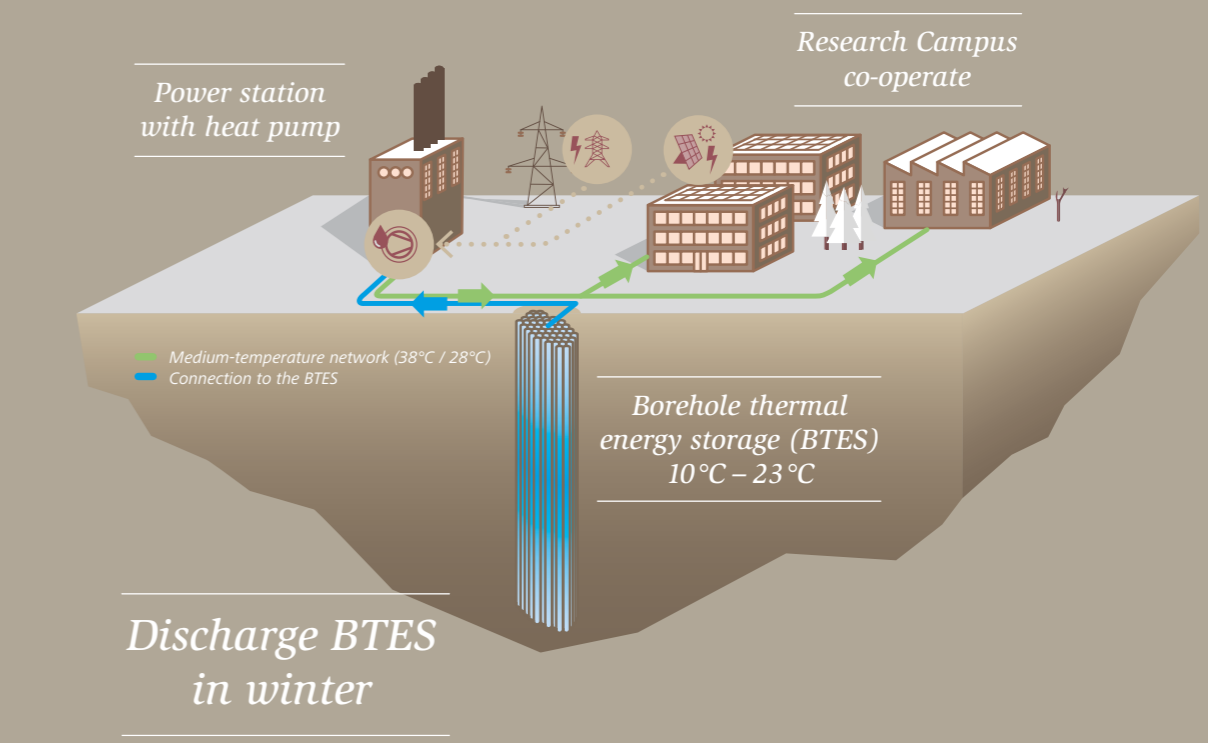 Research Campus
co-operate
Power station
with heat pump
Medium-temperature network (38°C / 28°C)
Connection to the BTES
Borehole thermal
energy storage (BTES)
10°C – 23°C
Discharge BTES
in winter